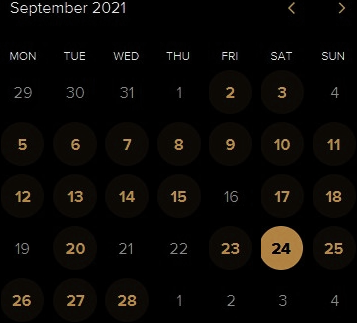 September 2021
MON TUE WED THU FRI SAT SUN
29 30 31 1 2 3 4
5 6 7 8 9 10 11
12 13 14 15 16 17 18
19 20 21 22 23 24 25
26 27 28 1 2 3 4